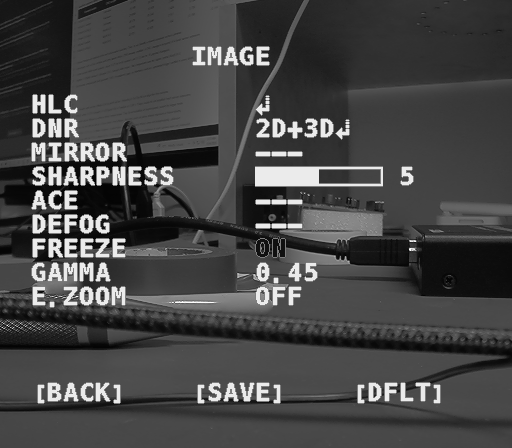 IMAGE
HLC ↲
DNR 2D+3D↲
MIRROR ---
SHARPNESS 5
ACE ---
DEFOG ---
FREEZE ON
GAMMA 0.45
E.ZOOM OFF
[BACK] [SAVE] [DFLT]